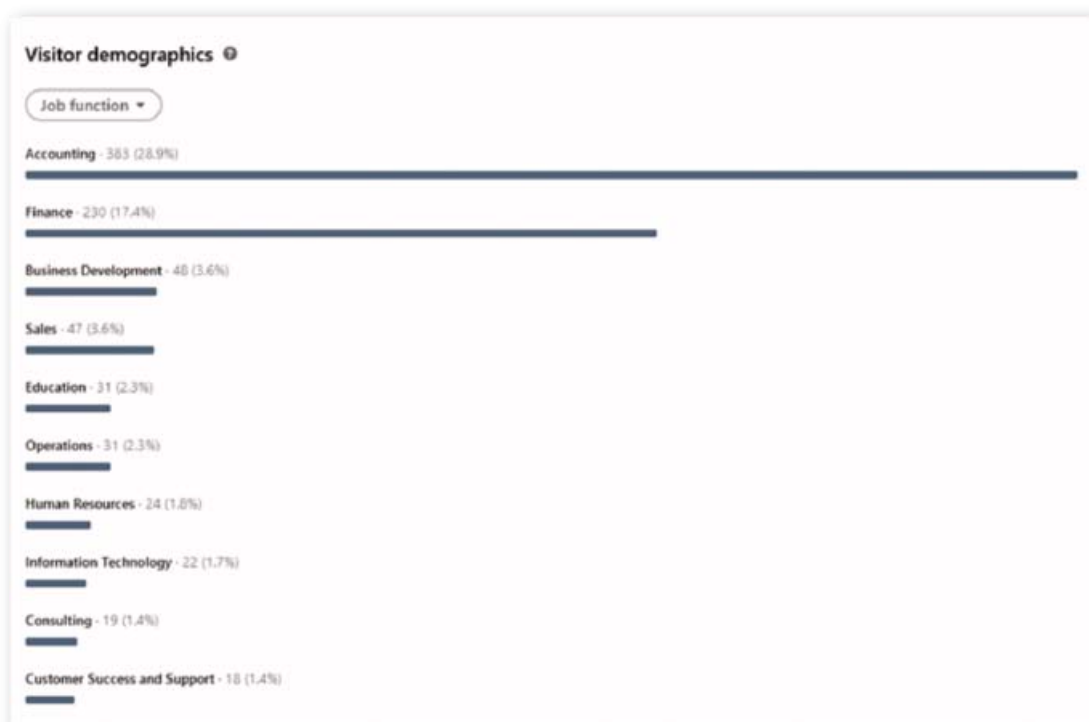 Visitor demographics ?
Job function
Accounting · 383 (28.9%)
Finance · 230 (17.4%)
Business Development · 48 (3.6%)
Sales · 47 (3.6%)
Education · 31 (2.3%)
Operations · 31 (2.3%)
Human Resources · 24 (1.8%)
Information Technology · 22 (1.7%)
Consulting · 19 (1.4%)
Customer Success and Support · 18 (1.4%)